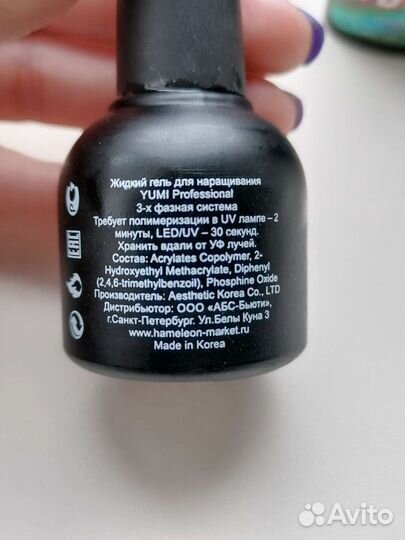 Жидкий гель для наращивания
YUMI Professional
3-х фазная система
Требует полимеризации в UV лампе – 2
минуты, LED/UV – 30 секунд.
Хранить вдали от УФ лучей.
Состав: Acrylates Copolymer, 2-
Hydroxyethyl Methacrylate, Diphenyl
(2,4,6-trimethylbenzoil), Phosphine Oxide
Производитель: Aesthetic Korea Co., LTD
Дистрибьютор: ООО «АБС-Бьюти»,
г.Санкт-Петербург. Ул.Белы Куна 3
www.hameleon-market.ru
Made in Korea
EAC
Avito